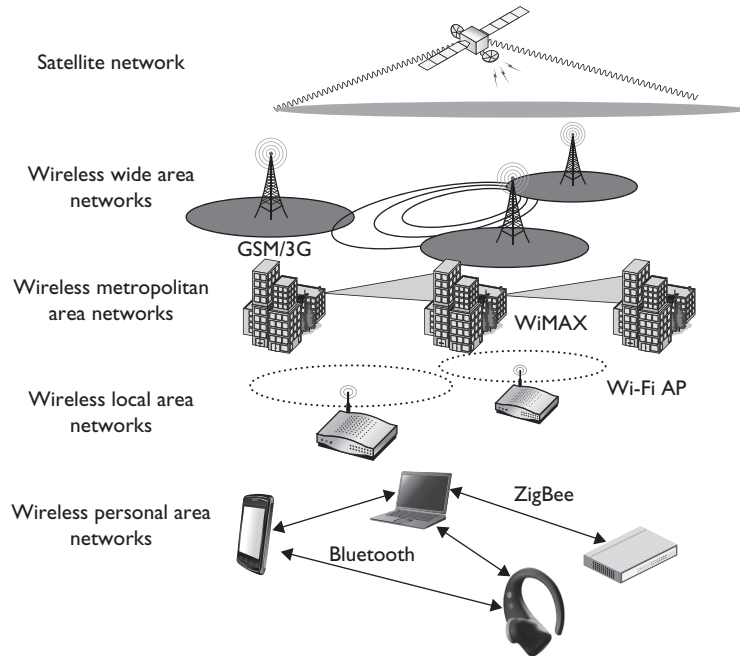 Satellite network
Wireless wide area
networks
GSM/3G
Wireless metropolitan
area networks
WiMAX
Wi-Fi AP
Wireless local area
networks
ZigBee
Wireless personal area
networks
Bluetooth